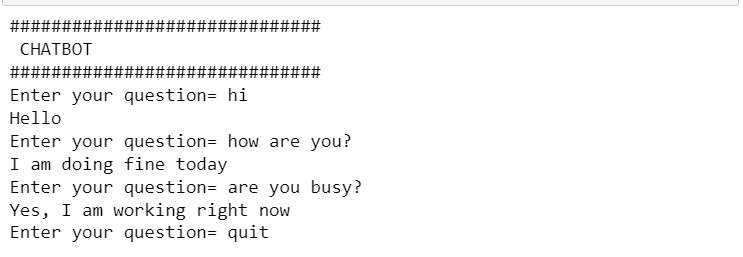 ##############################
CHATBOT
##############################
Enter your question= hi
Hello
Enter your question= how are you?
I am doing fine today
Enter your question= are you busy?
Yes, I am working right now
Enter your question= quit